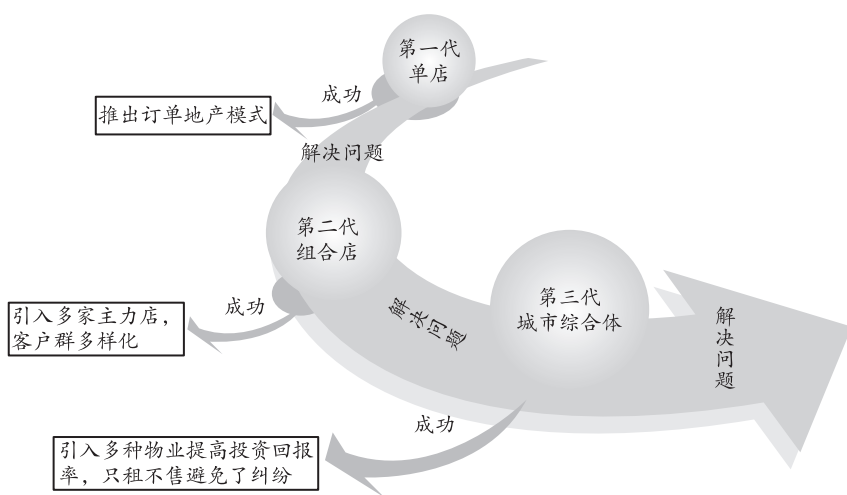 第一代
单店
成功
推出订单地产模式
解决问题
第二代
组合店
成功
引入多家主力店，
客户群多样化
解决问题
第三代
城市综合体
解决问题
成功
引入多种物业提高投资回报
率，只租不售避免了纠纷